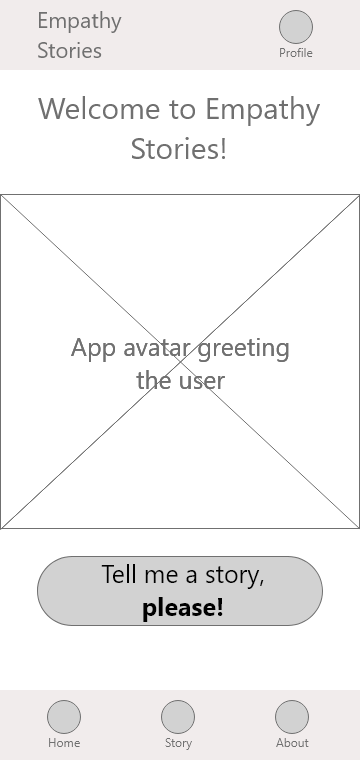 Empathy
Stories
Profile
Welcome to Empathy
Stories!
App avatar greeting
the user
Tell me a story,
please!
Home
Story
About